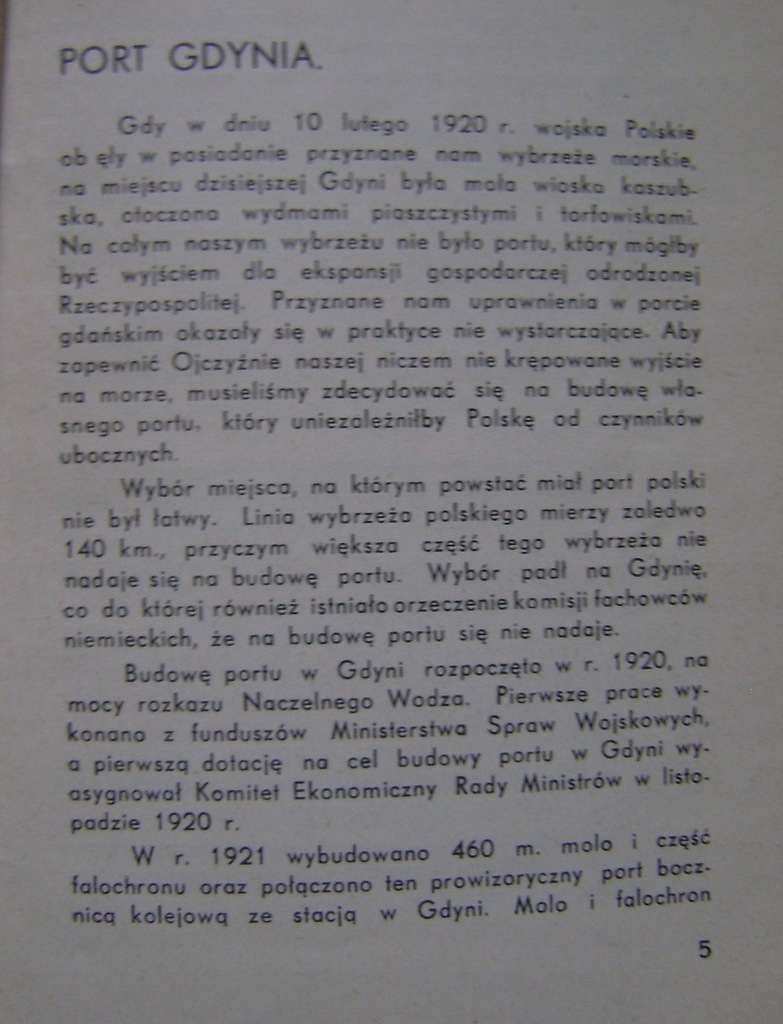 PORT GDYNIA.
Gdy w dniu 10 lutego 1920 r. wojska Polskie
obęły w posiadanie przyznane nam wybrzeże morskie,
na miejscu dzisiejszej Gdyni była mała wioska kaszub-
ska, otoczona wydmami piaszczystymi i torfowiskami.
Na całym naszym wybrzeżu nie było portu, który mógłby
być wyjściem dla ekspansji gospodarczej odrodzonej
Rzeczypospolitej. Przyznane nam uprawnienia w porcie
gdańskim okazały się w praktyce nie wystarczające. Aby
zapewnić Ojczyźnie naszej niczem nie krępowane wyjście
na morze, musieliśmy zdecydować się na budowę wła-
snego portu, który uniezależniłby Polskę od czynników
ubocznych.
Wybór miejsca, na którym powstać miał port polski
nie był łatwy. Linia wybrzeża polskiego mierzy zaledwo
140 km., przyczym większa część tego wybrzeża nie
nadaje się na budowę portu. Wybór padł na Gdynię,
co do której również istniało orzeczenie komisji fachowców
niemieckich, że na budowę portu się nie nadaje.
Budowę portu w Gdyni rozpoczęto w r. 1920, na
mocy rozkazu Naczelnego Wodza. Pierwsze prace wy-
konano z funduszów Ministerstwa Spraw Wojskowych,
a pierwszą dotację na cel budowy portu w Gdyni wy-
asygnował Komitet Ekonomiczny Rady Ministrów w listo-
padzie 1920 r.
W r. 1921 wybudowano 460 m. molo i część
falochronu oraz połączono ten prowizoryczny port bocz-
nicą kolejową ze stacją w Gdyni. Molo i falochron
5